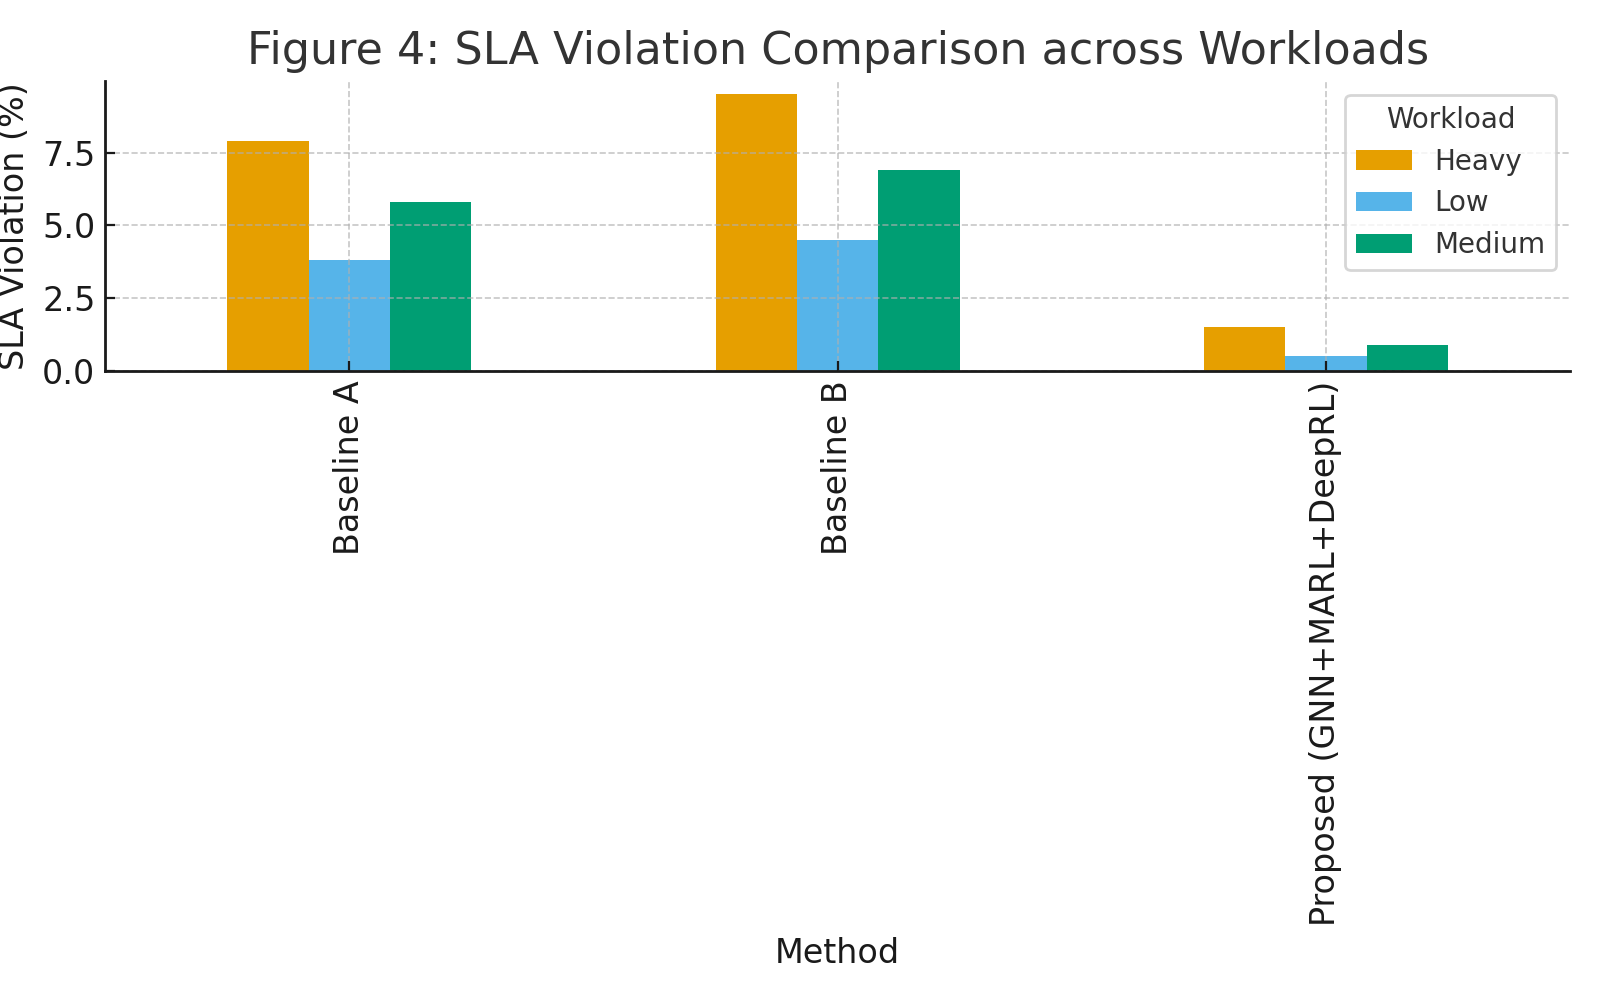 Figure 4: SLA Violation Comparison across Workloads
SLA Violation (%)
7.5
5.0
2.5
0.0
Workload
Heavy
Low
Medium
Baseline A
Baseline B
Proposed (GNN+MARL+DeepRL)
Method